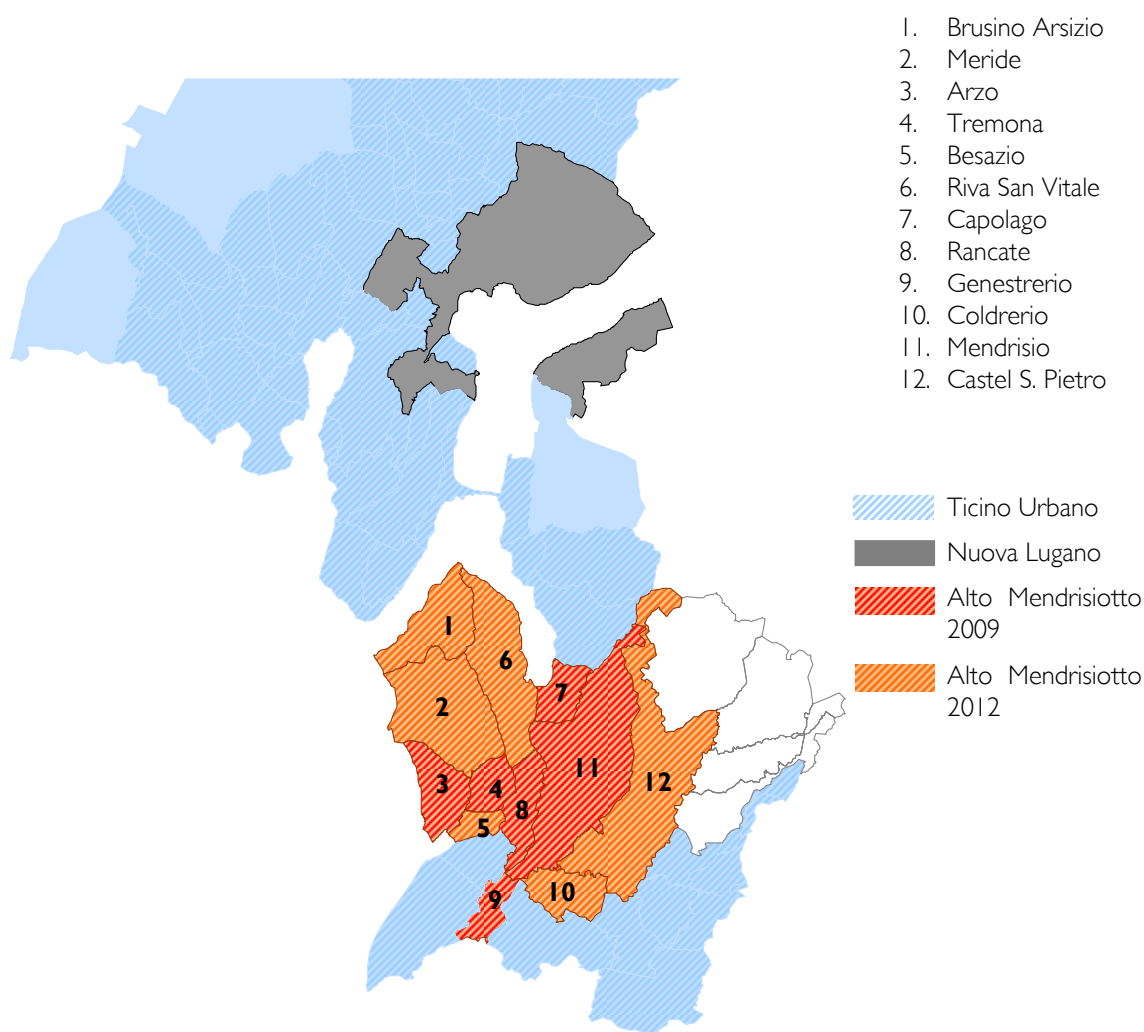 1. Brusino Arsizio
2. Meride
3. Arzo
4. Tremona
5. Besazio
6. Riva San Vitale
7. Capolago
8. Rancate
9. Genestrerio
10. Coldrerio
11. Mendrisio
12. Castel S. Pietro
Ticino Urbano
Nuova Lugano
Alto Mendrisiotto
2009
Alto Mendrisiotto
2012
1
6
2
7
11
12
3
4
8
5
10
9